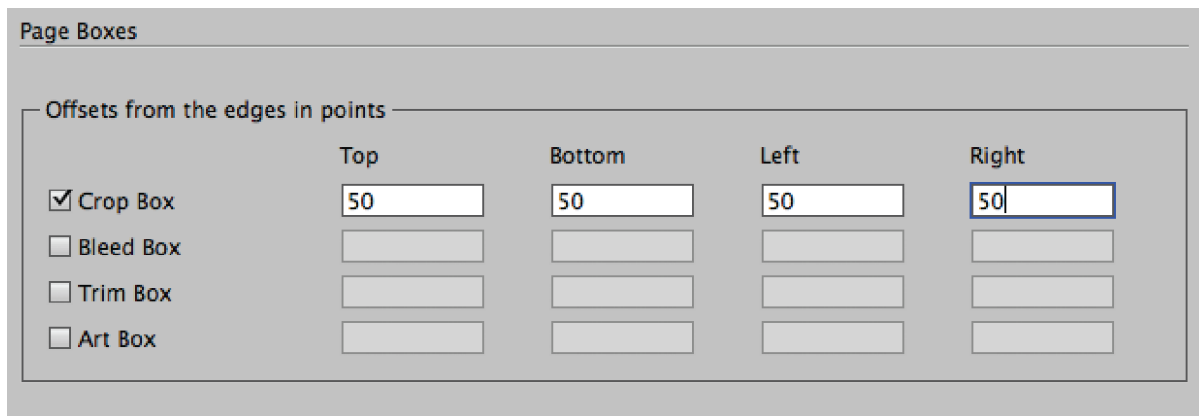 Page Boxes
Offsets from the edges in points
Top Bottom Left Right
Crop Box 50 50 50 50
Bleed Box
Trim Box
Art Box